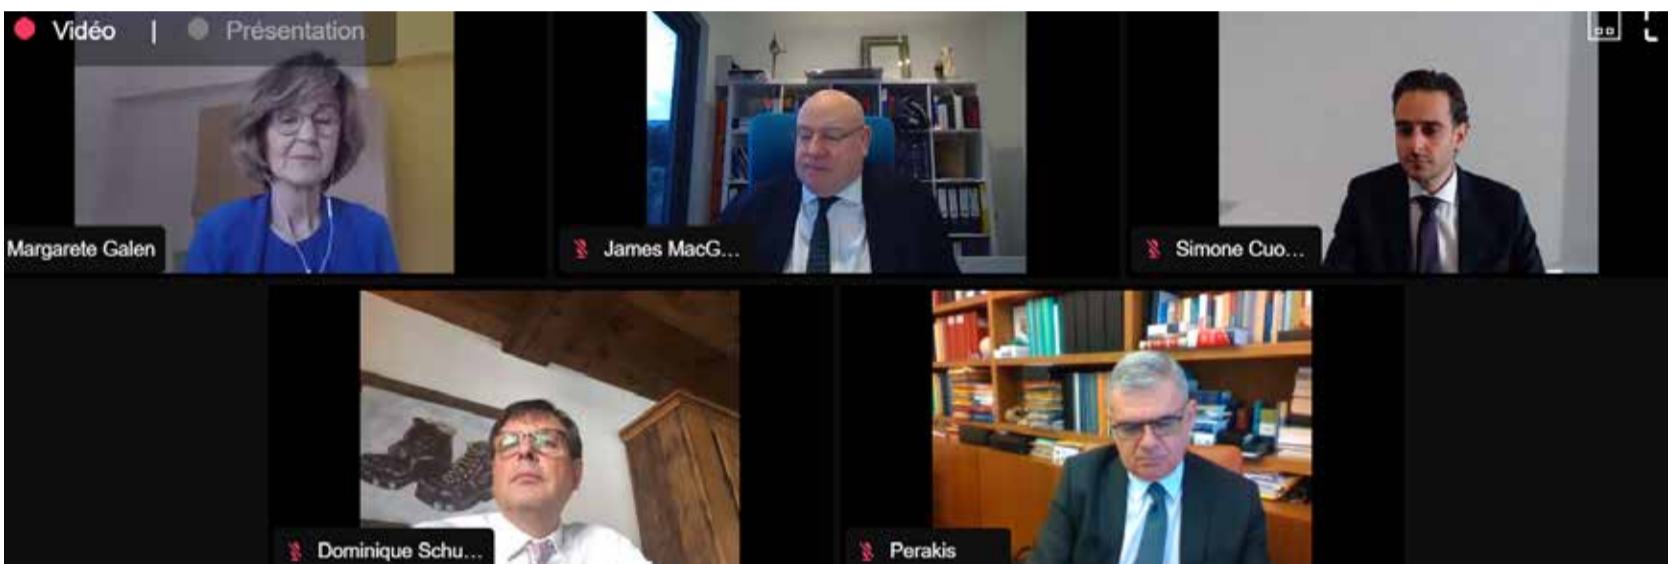 Vidéo | Présentation
Margarete Galen
James MacG...
Simone Cuo...
Dominique Schu...
Perakis